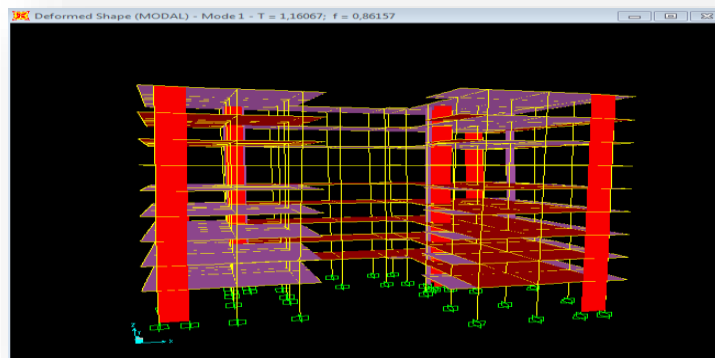 Deformed Shape (MODAL) - Mode 1 - T = 1,16067; f = 0,86157
Z
Y
X